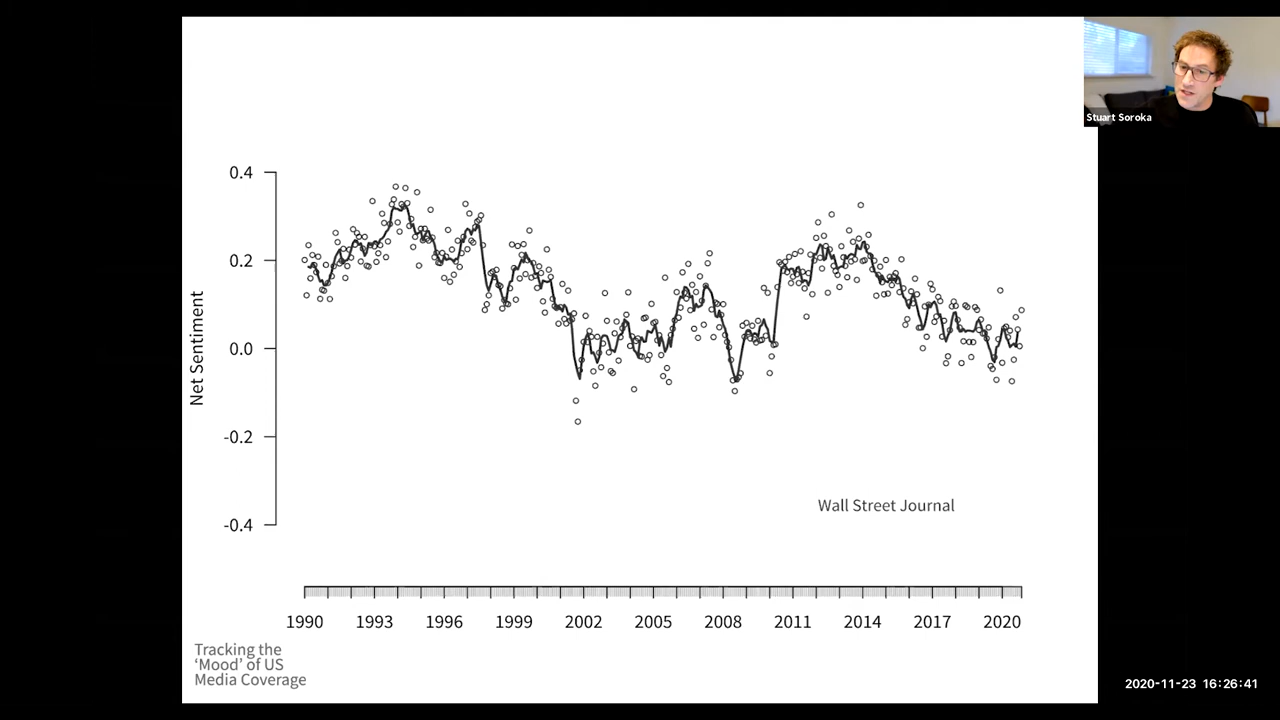 Stuart Soroka
0.4
0.2
0.0
-0.2
-0.4
Net Sentiment
Wall Street Journal
1990 1993 1996 1999 2002 2005 2008 2011 2014 2017 2020
Tracking the
‘Mood’ of US
Media Coverage
2020-11-23 16:26:41